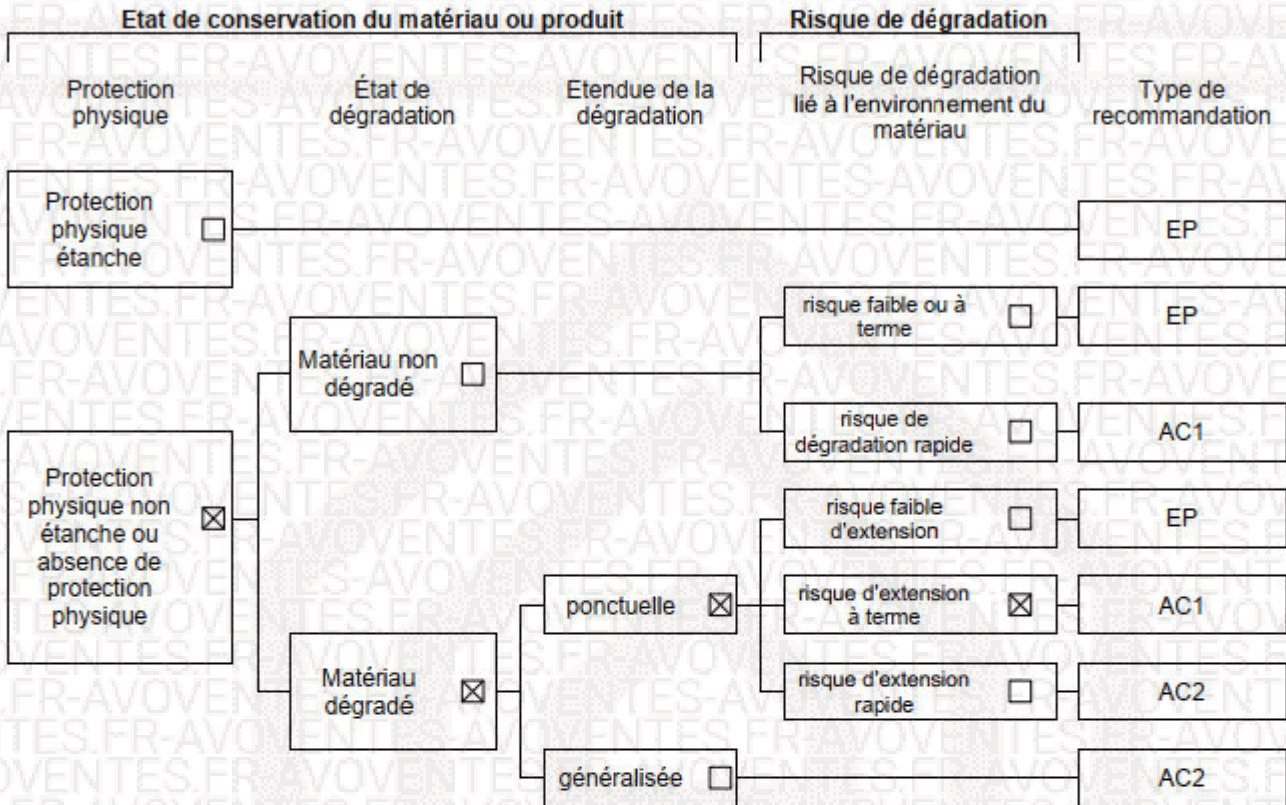 Etat de conservation du matériau ou produit
Risque de dégradation
Protection
physique
État de
dégradation
Etendue de la
dégradation
Risque de dégradation
lié à l'environnement du
matériau
Type de
recommandation
Protection
physique
étanche
EP
risque faible ou à
terme
EP
Matériau non
dégradé
risque de
dégradation rapide
AC1
Protection
physique non
étanche ou
absence de
protection
physique
risque faible
d'extension
EP
ponctuelle
risque d'extension
à terme
AC1
Matériau
dégradé
risque d'extension
rapide
AC2
généralisée
AC2